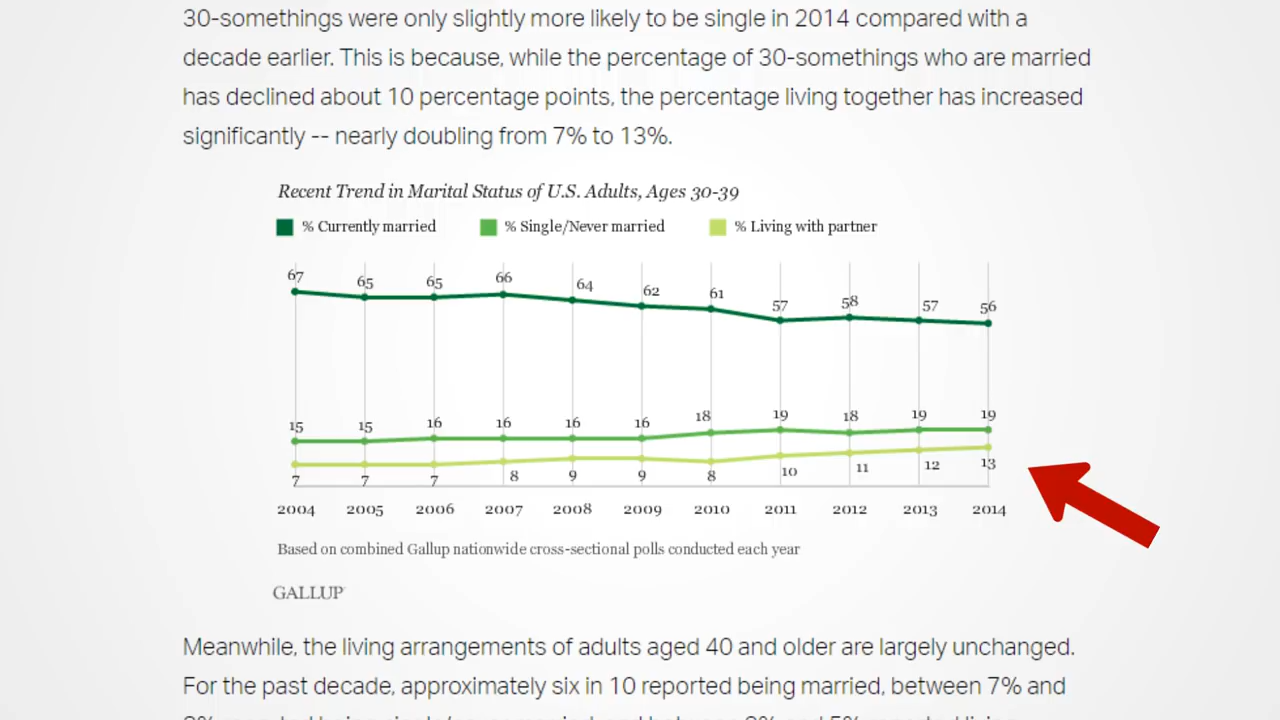 30-somethings were only slightly more likely to be single in 2014 compared with a
decade earlier. This is because, while the percentage of 30-somethings who are married
has declined about 10 percentage points, the percentage living together has increased
significantly -- nearly doubling from 7% to 13%.
Recent Trend in Marital Status of U.S. Adults, Ages 30-39
% Currently married % Single/Never married % Living with partner
67 65 65 66 64 62 61 57 58 57 56
15 15 16 16 16 16 18 19 18 19 19
7 7 7 8 9 9 8 10 11 12 13
2004 2005 2006 2007 2008 2009 2010 2011 2012 2013 2014
Based on combined Gallup nationwide cross-sectional polls conducted each year
GALLUP
Meanwhile, the living arrangements of adults aged 40 and older are largely unchanged.
For the past decade, approximately six in 10 reported being married, between 7% and